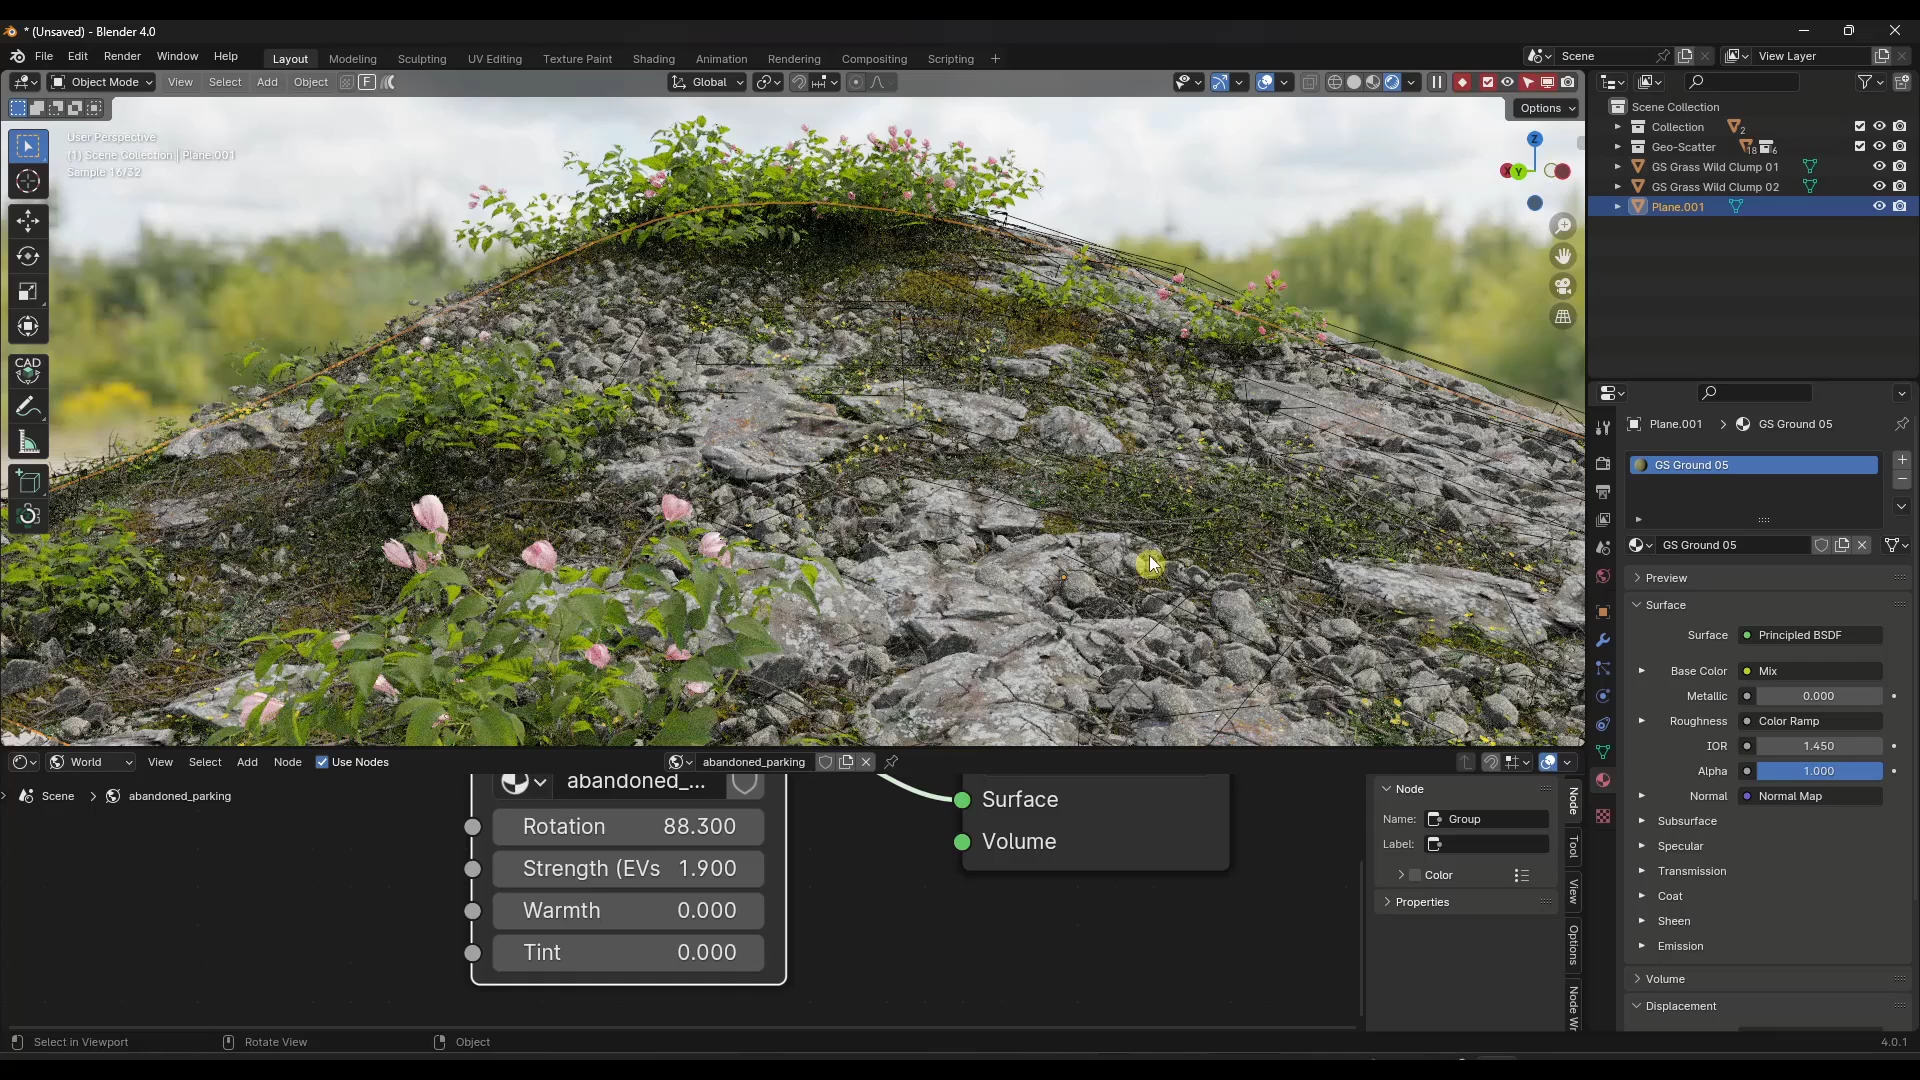 * (Unsaved) - Blender 4.0
File Edit Render Window Help
Layout Modeling Sculpting UV Editing Texture Paint Shading Animation Rendering Compositing Scripting +
Scene
View Layer
Object Mode View Select Add Object F
Global
Options
User Perspective
(1) Scene Collection | Plane.001
Sample 16/32
Z
X
Y
CAD
Scene Collection
Collection 2
Geo-Scatter 18 6
GS Grass Wild Clump 01
GS Grass Wild Clump 02
Plane.001
Plane.001 > GS Ground 05
GS Ground 05
GS Ground 05
Preview
Surface
Surface Principled BSDF
Base Color Mix
Metallic 0.000
Roughness Color Ramp
IOR 1.450
Alpha 1.000
Normal Normal Map
Subsurface
Specular
Transmission
Coat
Sheen
Emission
Volume
Displacement
World View Select Add Node Use Nodes
abandoned_parking
Scene > abandoned_parking
abandoned_...
Rotation 88.300
Strength (EVs 1.900
Warmth 0.000
Tint 0.000
Surface
Volume
Node
Name: Group
Label:
Color
Properties
Node
Tool
View
Options
Node Wr
Select in Viewport
Rotate View
Object
4.0.1